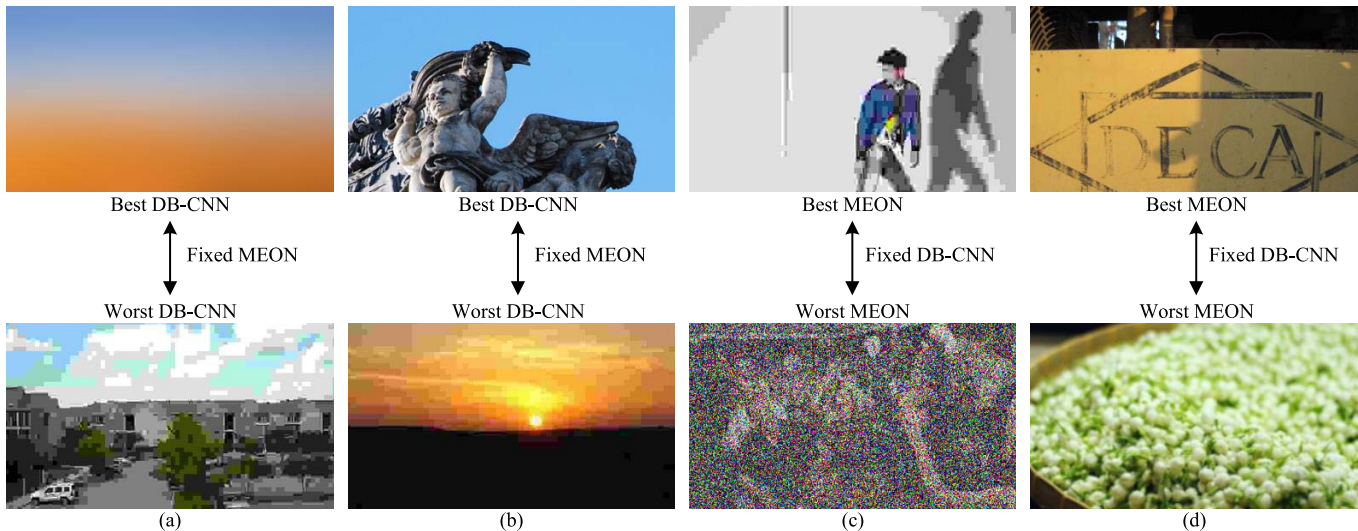 DECA
Best DB-CNN
Best DB-CNN
Best MEON
Best MEON
Fixed MEON
Fixed MEON
Fixed DB-CNN
Fixed DB-CNN
Worst DB-CNN
Worst DB-CNN
Worst MEON
Worst MEON
(a)
(b)
(c)
(d)